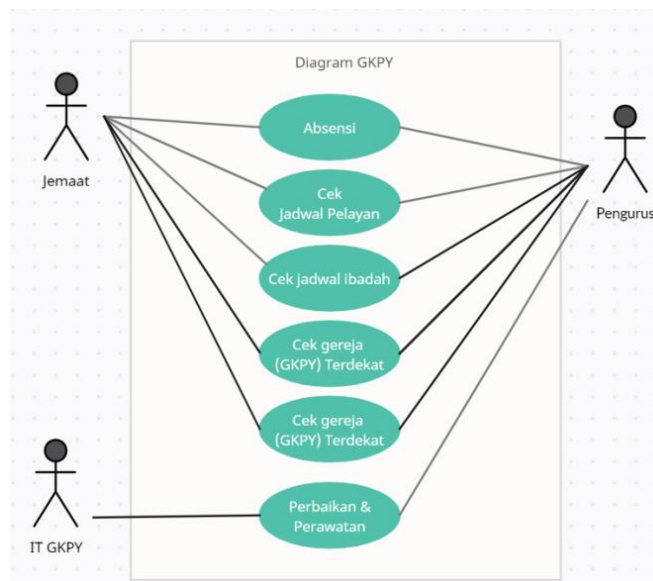 Diagram GKPY
Absensi
Jemaat
Cek
Jadwal Pelayan
Pengurus
Cek jadwal ibadah
Cek gereja
(GKPY) Terdekat
Cek gereja
(GKPY) Terdekat
Perbaikan &
Perawatan
IT GKPY